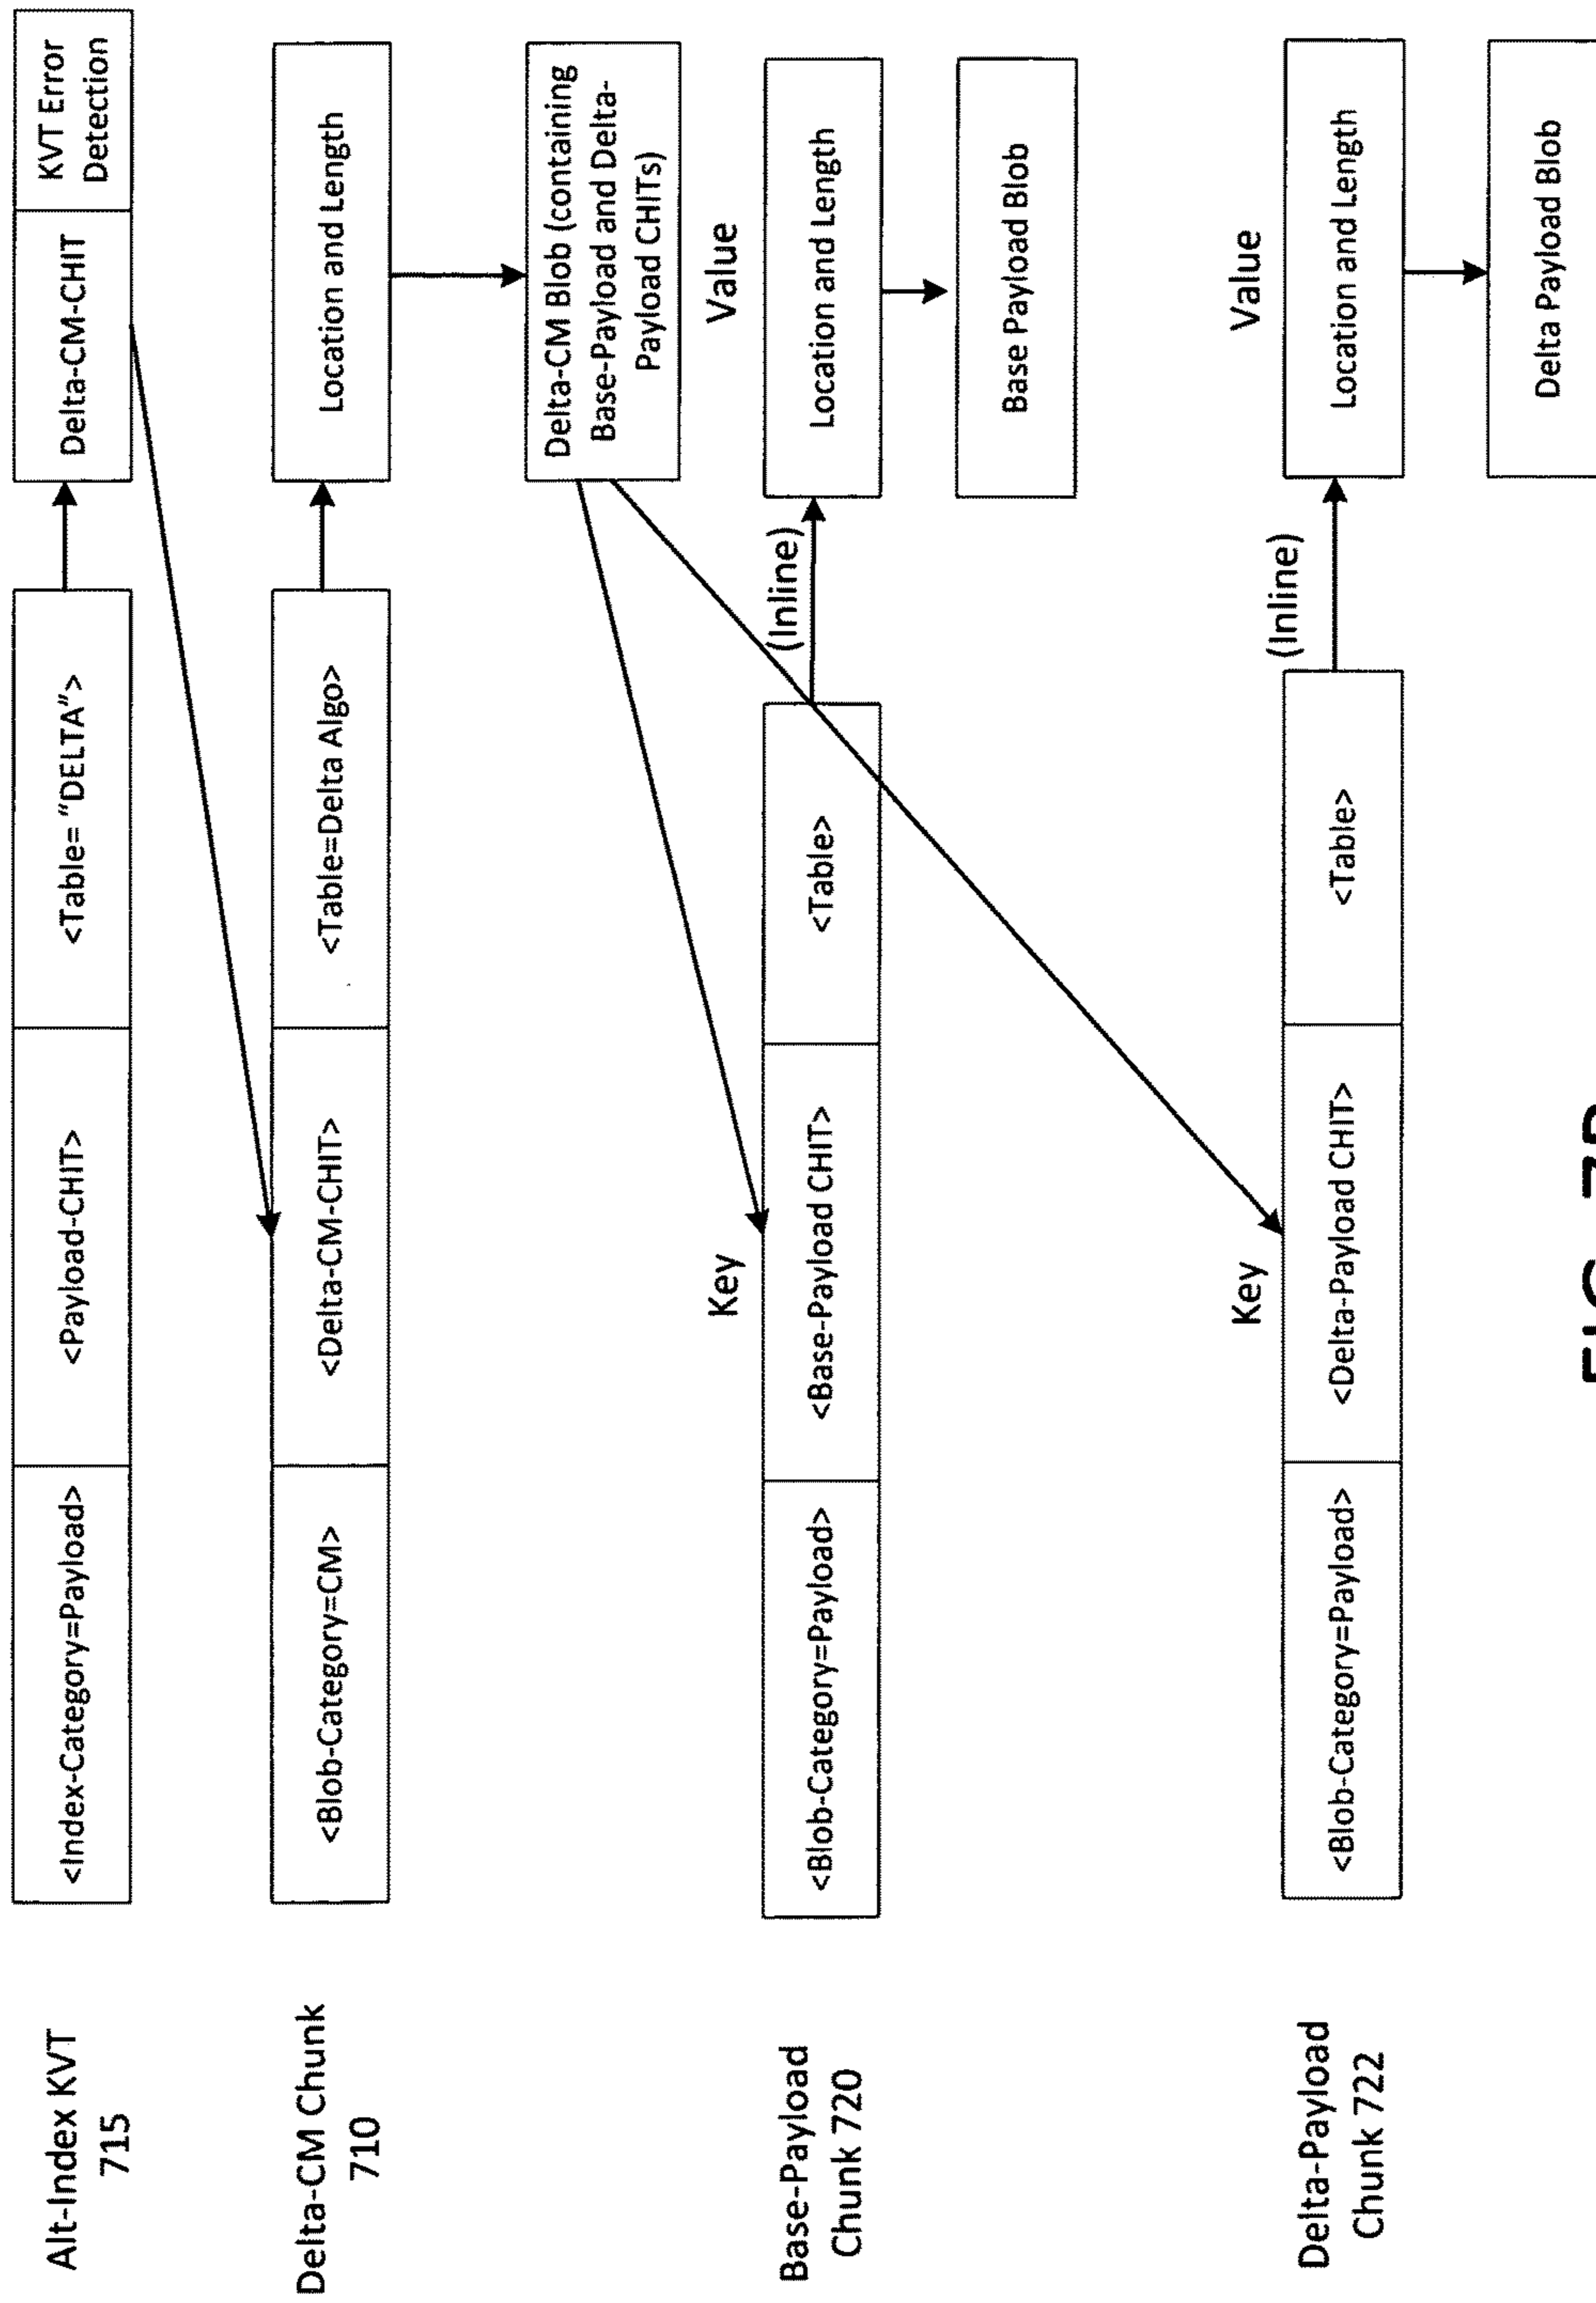 Alt-Index KVT
715
<Index-Category=Payload>
<Payload-CHIT>
<Table= "DELTA">
Delta-CM-CHIT
KVT Error
Detection
Delta-CM Chunk
710
<Blob-Category=CM>
<Delta-CM-CHIT>
<Table=Delta Algo>
Location and Length
Delta-CM Blob (containing
Base-Payload and Delta-
Payload CHITs)
Key
Value
Base-Payload
Chunk 720
<Blob-Category=Payload>
<Base-Payload CHIT>
<Table>
(Inline)
Location and Length
Base Payload Blob
Key
Value
Delta-Payload
Chunk 722
<Blob-Category=Payload>
<Delta-Payload CHIT>
<Table>
(Inline)
Location and Length
Delta Payload Blob
FIG.